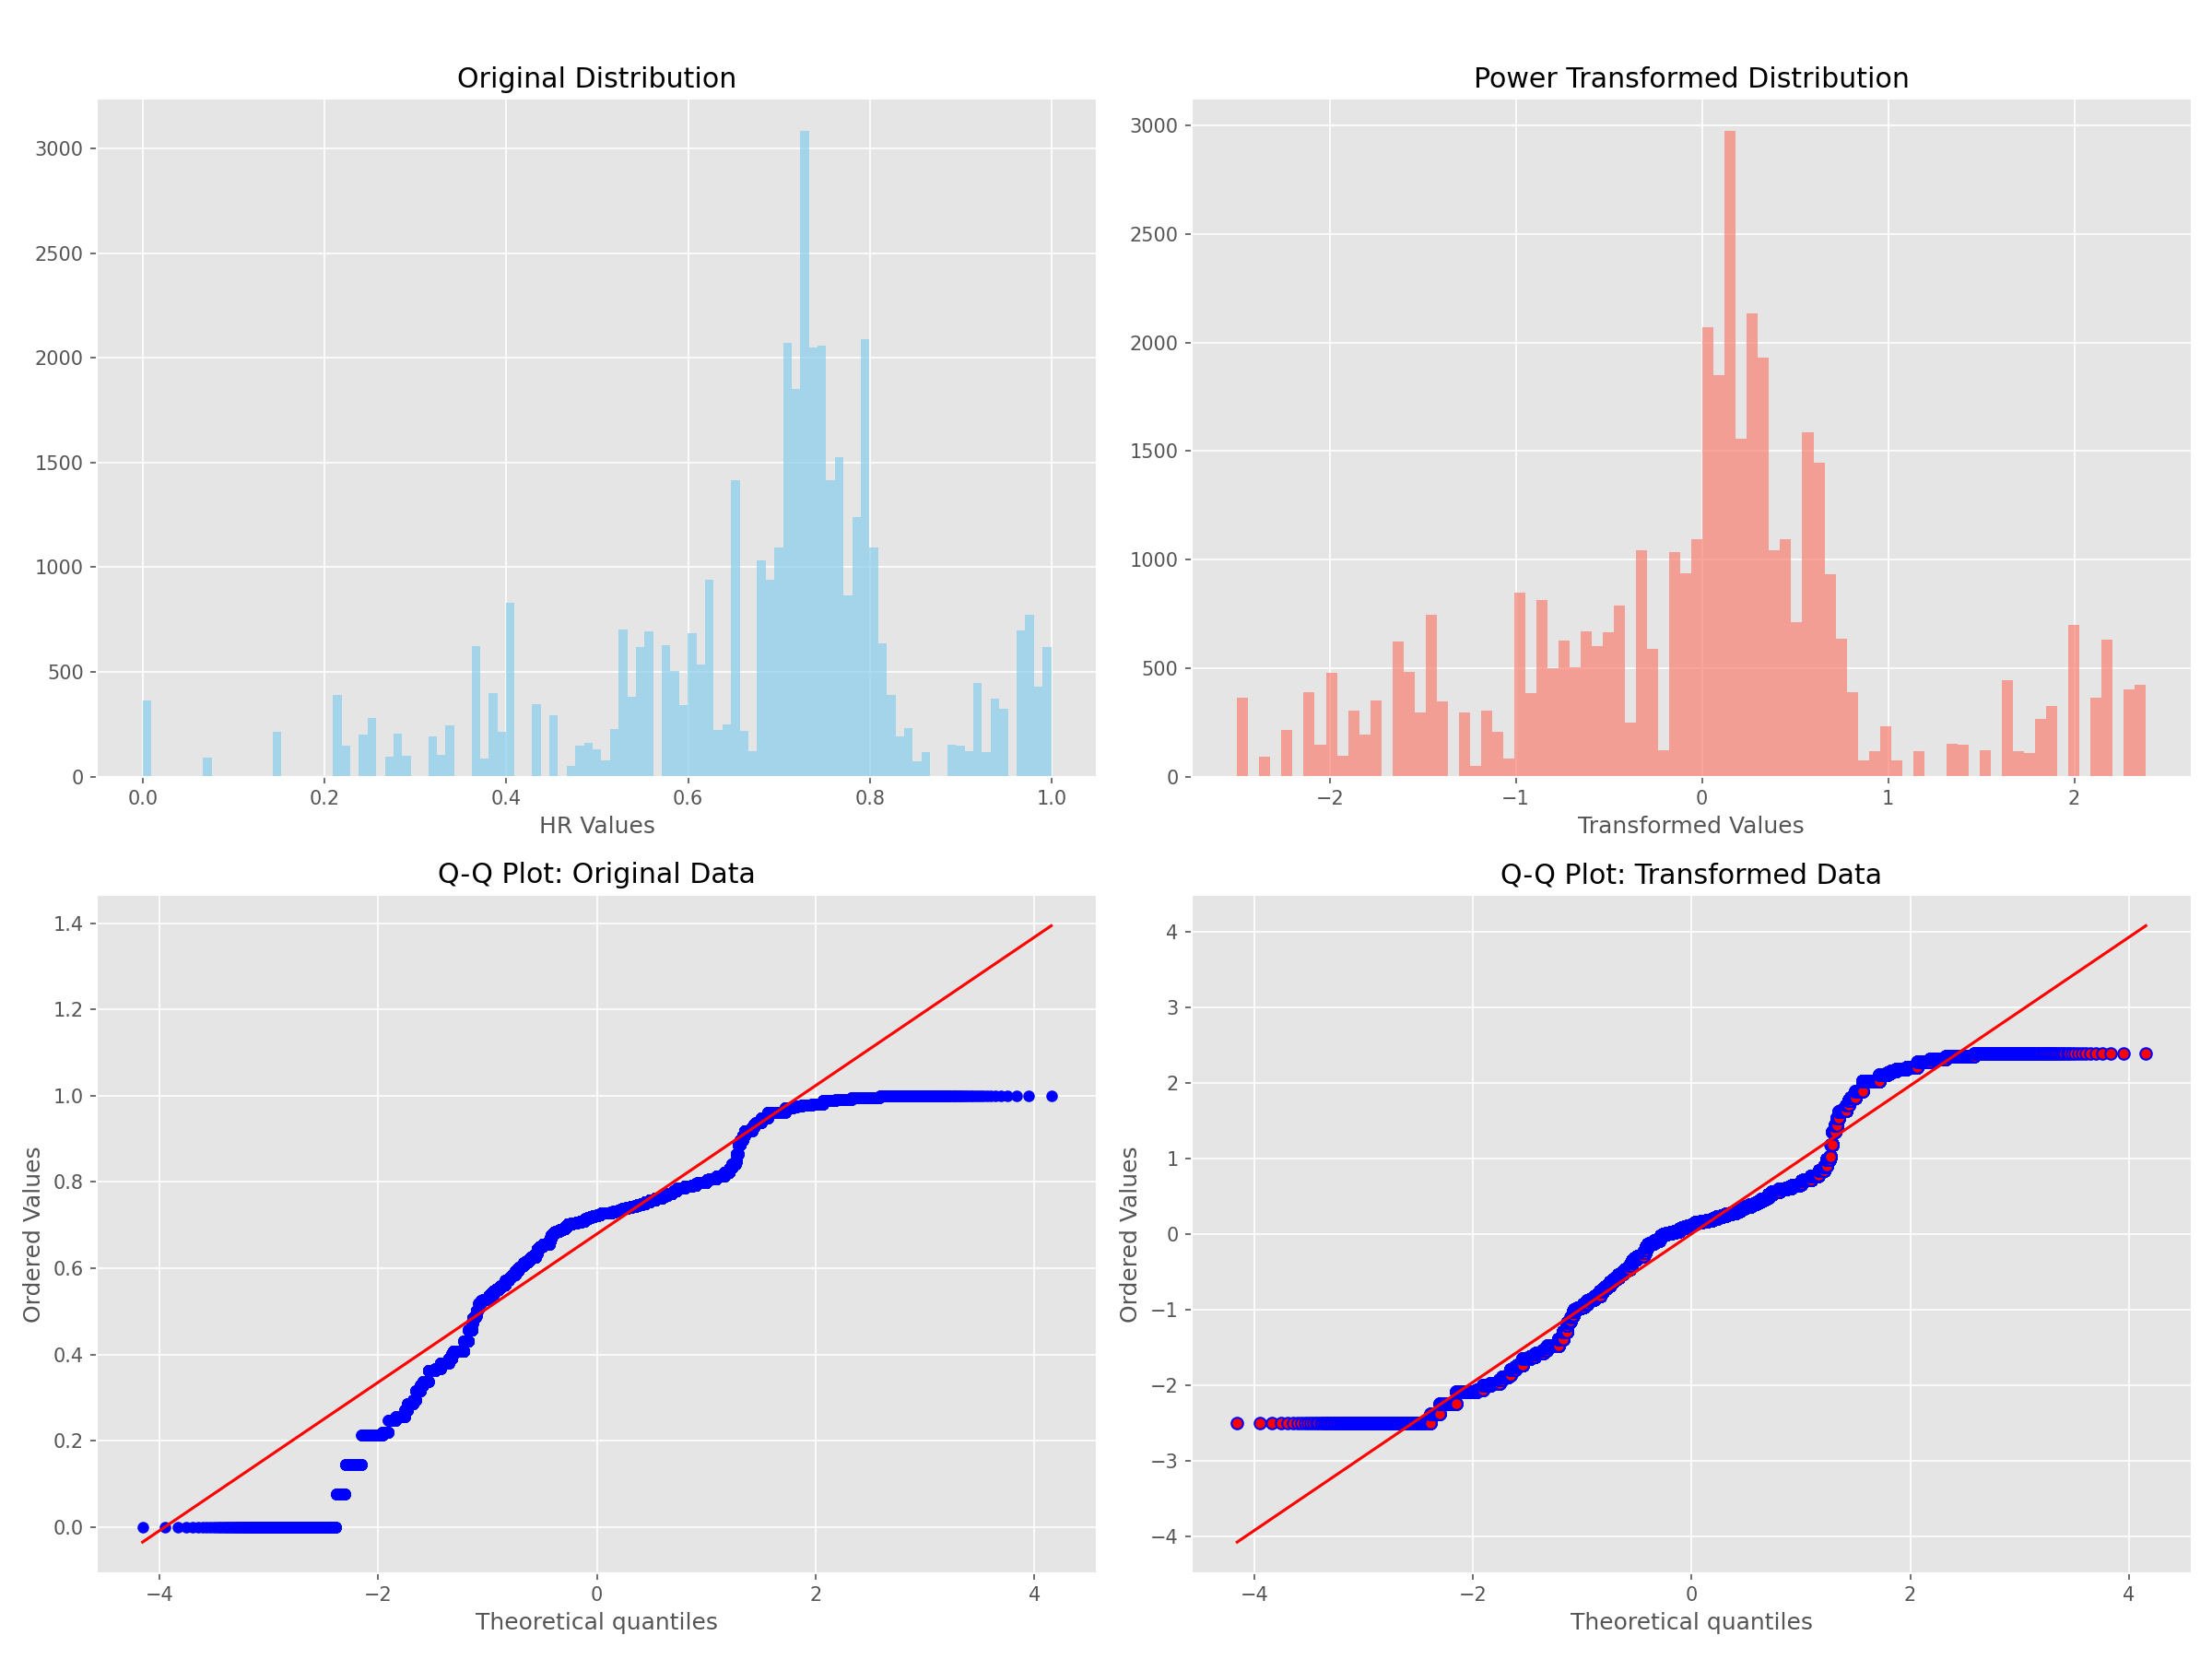 Original Distribution
3000
2500
2000
1500
1000
500
0
0.0 0.2 0.4 0.6 0.8 1.0
HR Values
Power Transformed Distribution
3000
2500
2000
1500
1000
500
0
−2 −1 0 1 2
Transformed Values
Q-Q Plot: Original Data
Ordered Values
1.4
1.2
1.0
0.8
0.6
0.4
0.2
0.0
−4 −2 0 2 4
Theoretical quantiles
Q-Q Plot: Transformed Data
Ordered Values
4
3
2
1
0
−1
−2
−3
−4
−4 −2 0 2 4
Theoretical quantiles